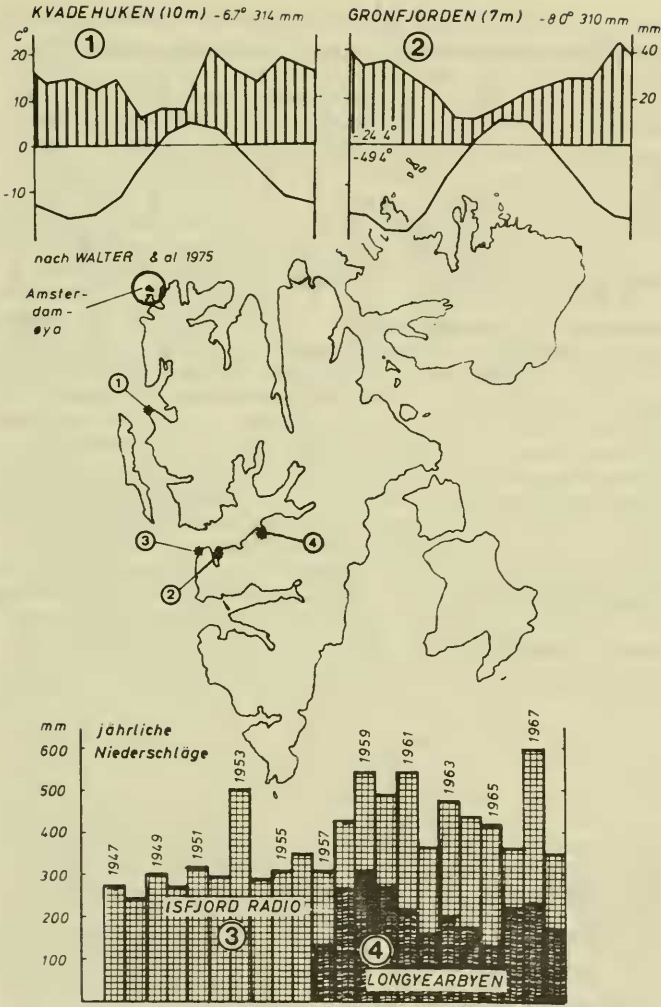 KVADEHUKEN (10m) -6.7° 314 mm
C°
①
20
10
0
-10
GRONFJORDEN (7m) -8.0° 310 mm
②
mm
40
20
-24.4°
-49.4°
nach WALTER & al 1975
Amster-
dam-
øya
①
③
②
④
mm
jährliche
Niederschläge
600
500
400
300
200
100
1947
1949
1951
1953
1955
1957
1959
1961
1963
1965
1967
ISFJORD RADIO
③
④
LONGYEARBYEN